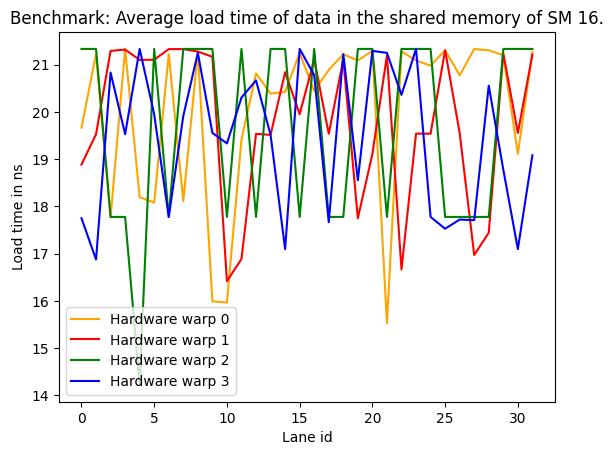 Benchmark: Average load time of data in the shared memory of SM 16.
Load time in ns
21
20
19
18
17
16
15
14
Hardware warp 0
Hardware warp 1
Hardware warp 2
Hardware warp 3
0 5 10 15 20 25 30
Lane id